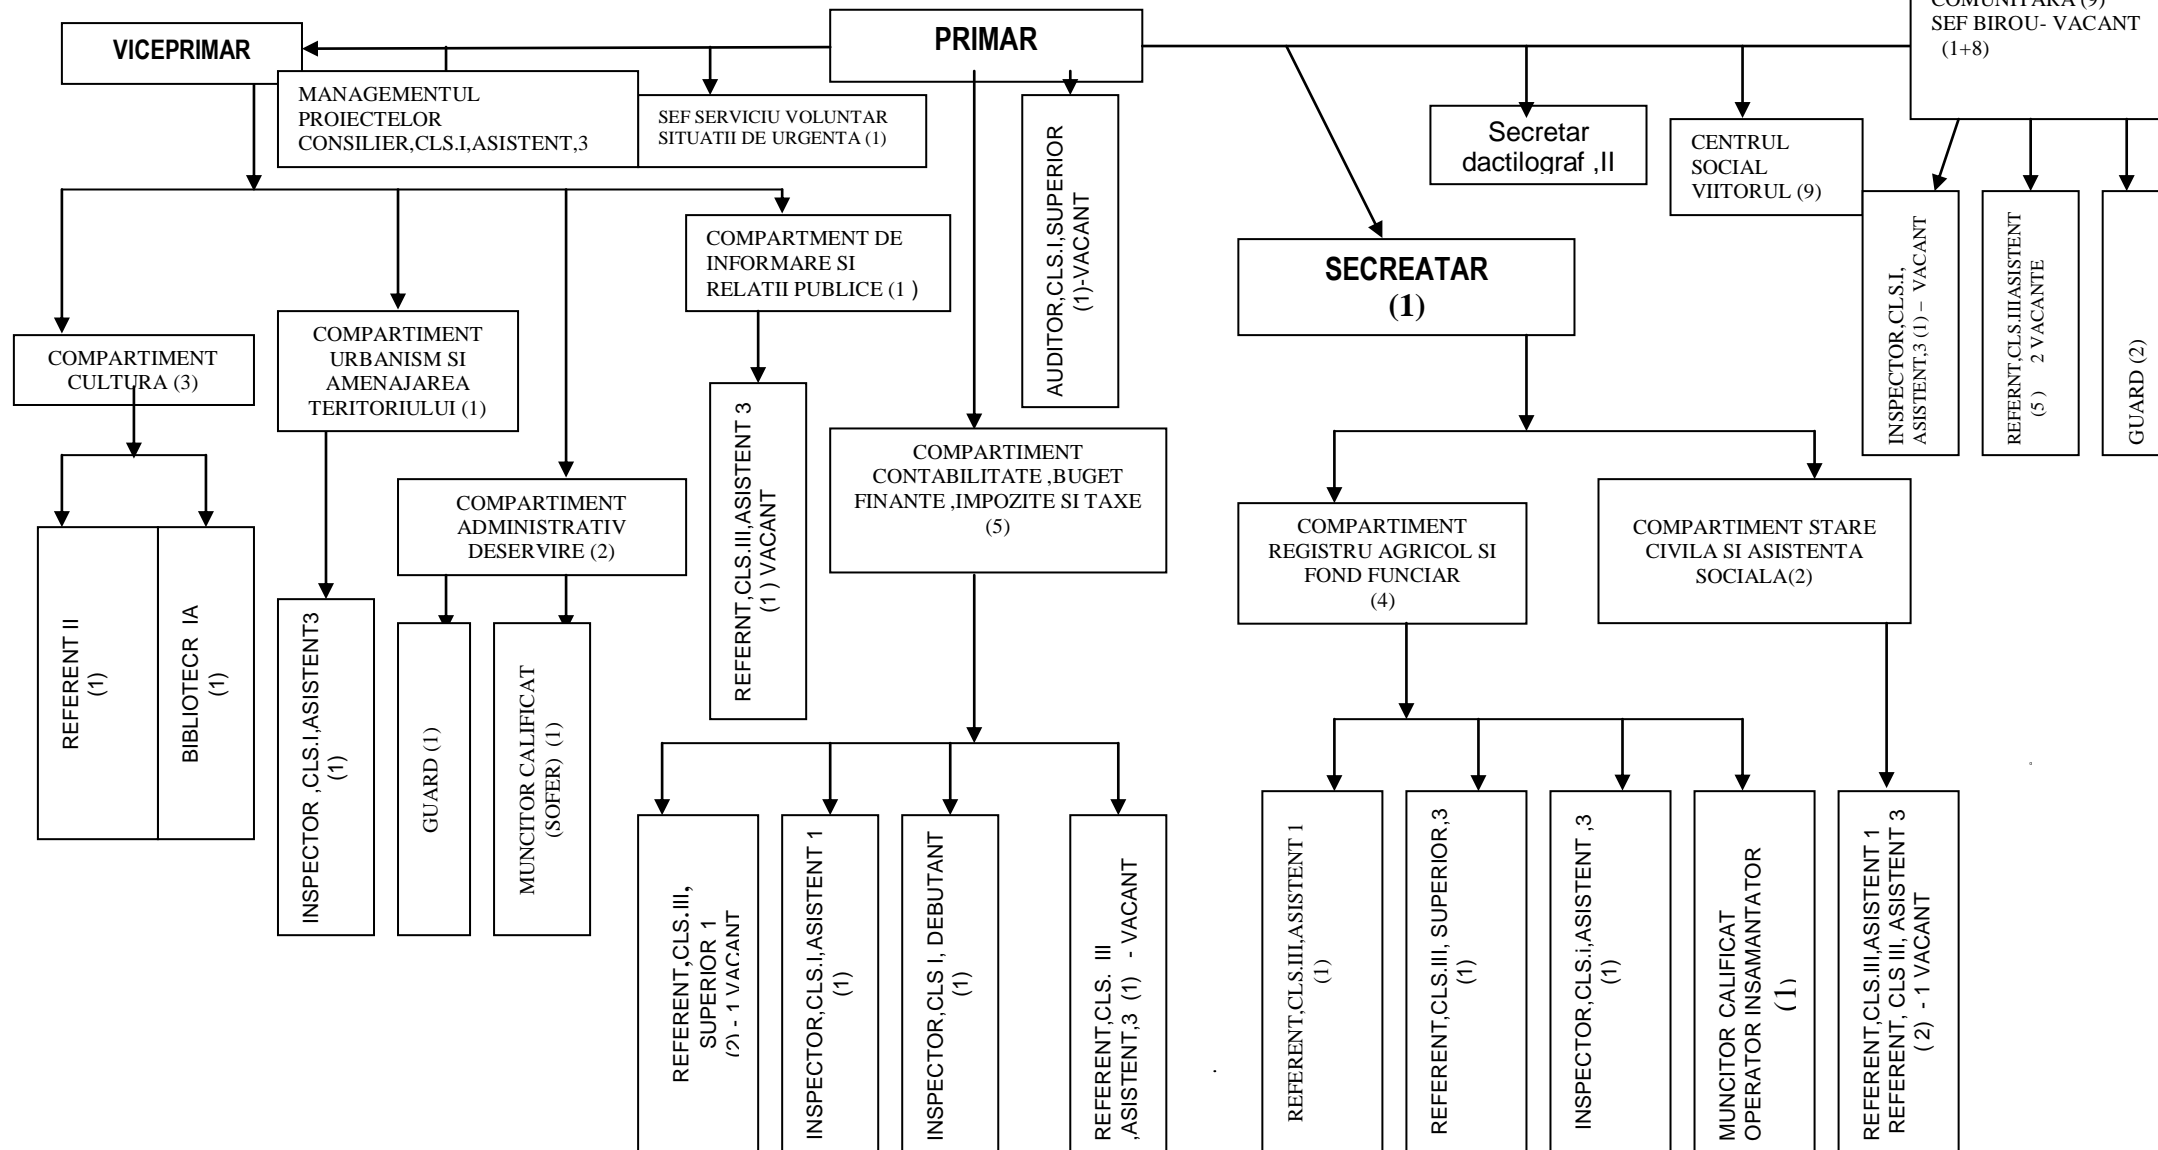 COMUNITARA (9)
SEF BIROU- VACANT
(1+8)
VICEPRIMAR
PRIMAR
MANAGEMENTUL
PROIECTELOR
CONSILIER,CLS.I,ASISTENT,3
SEF SERVICIU VOLUNTAR
SITUATII DE URGENTA (1)
AUDITOR,CLS.I,SUPERIOR
(1)-VACANT
Secretar
dactilograf ,II
CENTRUL
SOCIAL
VIITORUL (9)
INSPECTOR,CLS.I,
ASISTENT,3 (1) – VACANT
REFERNT,CLS.IIIASISTENT
(5 ) 2 VACANTE
GUARD (2)
COMPARTMENT DE
INFORMARE SI
RELATII PUBLICE (1 )
SECREATAR
(1)
COMPARTIMENT
CULTURA (3)
COMPARTIMENT
URBANISM SI
AMENAJAREA
TERITORIULUI (1)
COMPARTIMENT
ADMINISTRATIV
DESERVIRE (2)
REFERNT,CLS.III,ASISTENT 3
(1 ) VACANT
COMPARTIMENT
CONTABILITATE ,BUGET
FINANTE ,IMPOZITE SI TAXE
(5)
COMPARTIMENT
REGISTRU AGRICOL SI
FOND FUNCIAR
(4)
COMPARTIMENT STARE
CIVILA SI ASISTENTA
SOCIALA(2)
REFERENT II
(1)
BIBLIOTECR IA
(1)
INSPECTOR ,CLS.I,ASISTENT3
(1)
GUARD (1)
MUNCITOR CALIFICAT
(SOFER) (1)
REFERENT,CLS.III,
SUPERIOR 1
(2) - 1 VACANT
INSPECTOR,CLS.I,ASISTENT 1
(1)
INSPECTOR,CLS I, DEBUTANT
(1)
REFERENT,CLS. III
,ASISTENT,3 (1) - VACANT
REFERENT,CLS.III,ASISTENT 1
(1)
REFERENT,CLS.III, SUPERIOR,3
(1)
INSPECTOR,CLS.i,ASISTENT ,3
(1)
MUNCITOR CALIFICAT
OPERATOR INSAMANTATOR
(1)
REFERENT,CLS.III,ASISTENT 1
REFERENT, CLS III, ASISTENT 3
( 2) - 1 VACANT